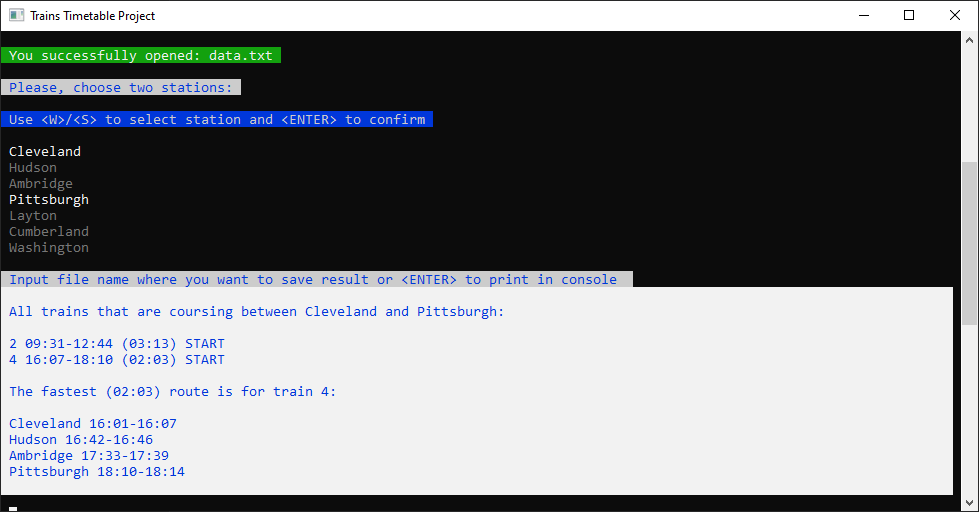 Trains Timetable Project
You successfully opened: data.txt
Please, choose two stations:
Use <W>/<S> to select station and <ENTER> to confirm
Cleveland
Hudson
Ambridge
Pittsburgh
Layton
Cumberland
Washington
Input file name where you want to save result or <ENTER> to print in console
All trains that are coursing between Cleveland and Pittsburgh:
2 09:31-12:44 (03:13) START
4 16:07-18:10 (02:03) START
The fastest (02:03) route is for train 4:
Cleveland 16:01-16:07
Hudson 16:42-16:46
Ambridge 17:33-17:39
Pittsburgh 18:10-18:14